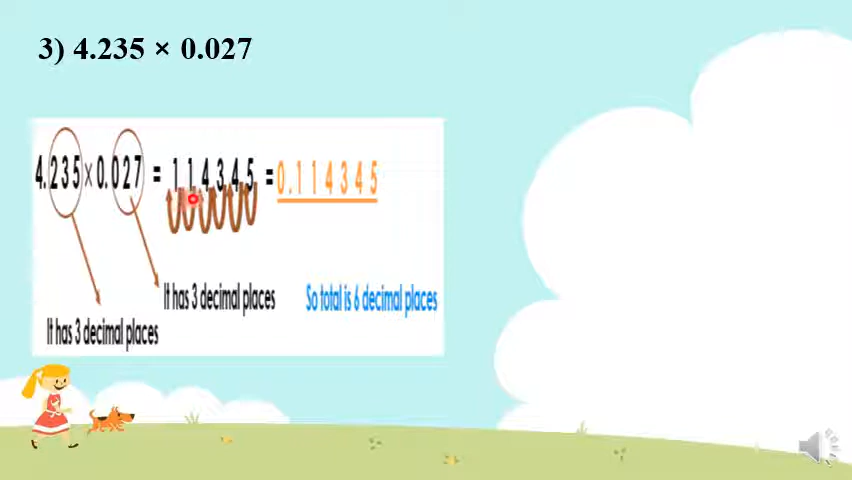 3) 4.235 × 0.027
4.235×0.027 = 114345 = 0.114345
It has 3 decimal places
So total is 6 decimal places
It has 3 decimal places